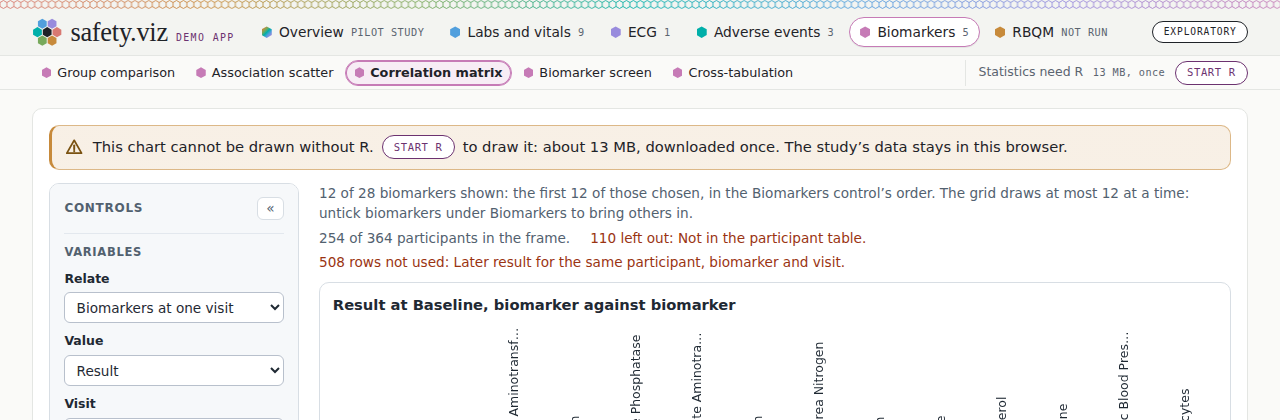 safety.viz DEMO APP Overview PILOT STUDY Labs and vitals 9 ECG 1 Adverse events 3 Biomarkers 5 RBQM NOT RUN EXPLORATORY
Group comparison Association scatter Correlation matrix Biomarker screen Cross-tabulation Statistics need R 13 MB, once START R
This chart cannot be drawn without R. START R to draw it: about 13 MB, downloaded once. The study’s data stays in this browser.
CONTROLS «
VARIABLES
Relate
Biomarkers at one visit
Value
Result
Visit
12 of 28 biomarkers shown: the first 12 of those chosen, in the Biomarkers control’s order. The grid draws at most 12 at a time:
untick biomarkers under Biomarkers to bring others in.
254 of 364 participants in the frame. 110 left out: Not in the participant table.
508 rows not used: Later result for the same participant, biomarker and visit.
Result at Baseline, biomarker against biomarker
Aminotransf…
Phosphatase
Aminotra…
Nitrogen
Blood Pres…